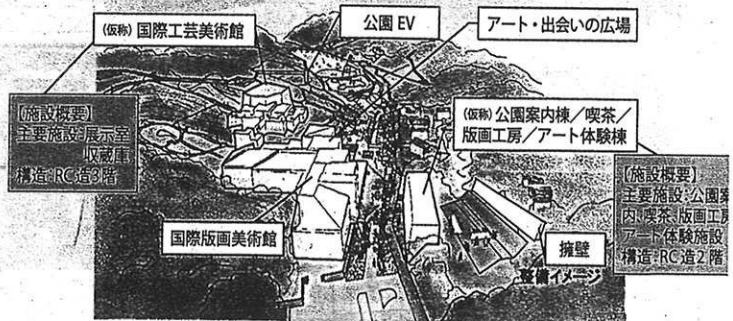 (仮称)国際工芸美術館
公園EV
アート・出会いの広場
【施設概要】
主要施設:展示室
収蔵庫
構造:RC造3階
(仮称)公園案内棟/喫茶/
版画工房/アート体験棟
国際版画美術館
【施設概要】
主要施設:公園案
内、喫茶、版画工房
アート体験施設
構造:RC造2階
擁壁
整備イメージ